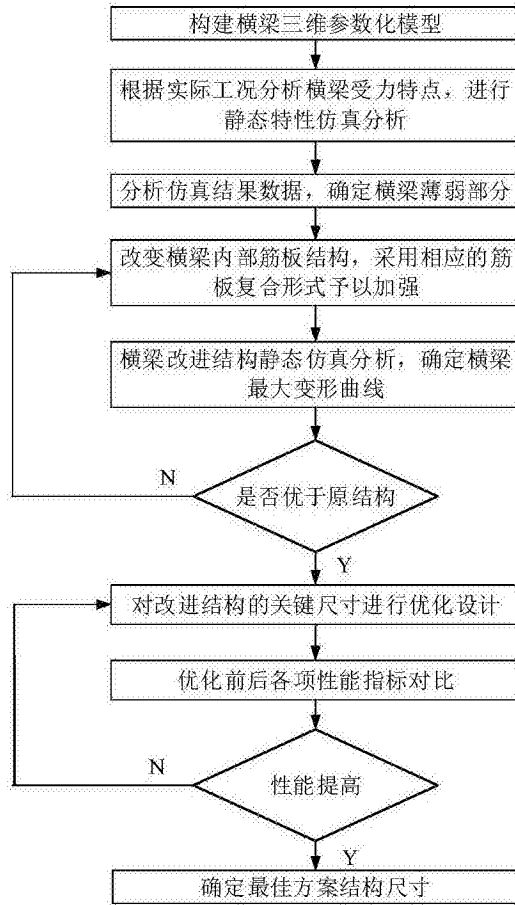 构建横梁三维参数化模型
根据实际工况分析横梁受力特点，进行
静态特性仿真分析
分析仿真结果数据，确定横梁薄弱部分
改变横梁内部筋板结构，采用相应的筋
板复合形式予以加强
横梁改进结构静态仿真分析，确定横梁
最大变形曲线
N
是否优于原结构
Y
对改进结构的关键尺寸进行优化设计
优化前后各项性能指标对比
N
性能提高
Y
确定最佳方案结构尺寸